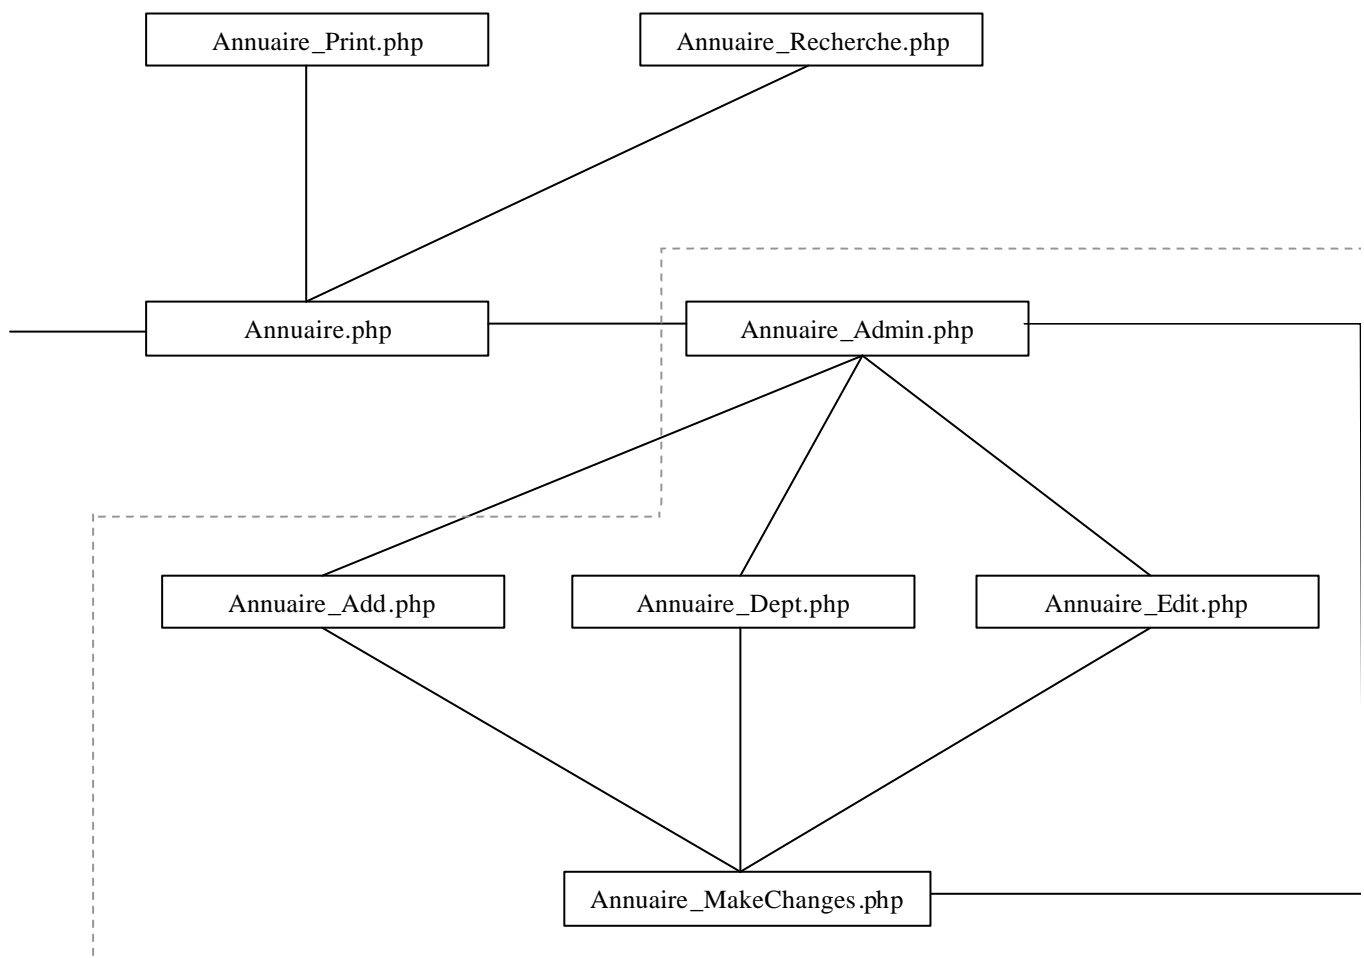 Annuaire_Print.php
Annuaire_Recherche.php
Annuaire.php
Annuaire_Admin.php
Annuaire_Add.php
Annuaire_Dept.php
Annuaire_Edit.php
Annuaire_MakeChanges.php